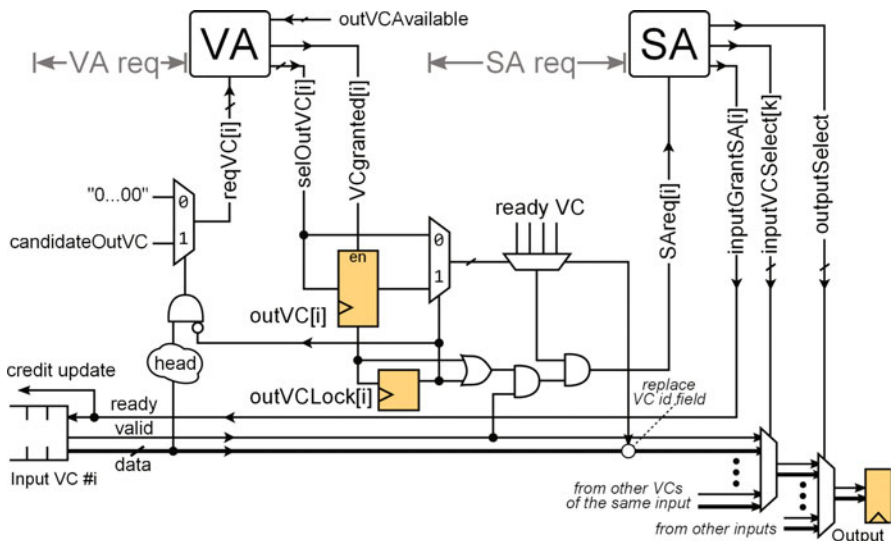 VA
outVCAvailable
SA
VA req
SA req
reqVC[i]
selOutVC[i]
VCgranted[i]
SAreq[i]
inputGrantSA[i]
inputVCSelect[k]
outputSelect
"0...00"
0
candidateOutVC
1
ready VC
0
1
en
outVC[i]
head
outVCLock[i]
credit update
ready
valid
data
Input VC #i
replace
VC id field
from other VCs
of the same input
from other inputs
Output